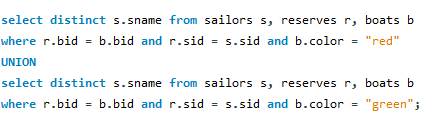 select distinct s.sname from sailors s, reserves r, boats b
where r.bid = b.bid and r.sid = s.sid and b.color = "red"
UNION
select distinct s.sname from sailors s, reserves r, boats b
where r.bid = b.bid and r.sid = s.sid and b.color = "green";